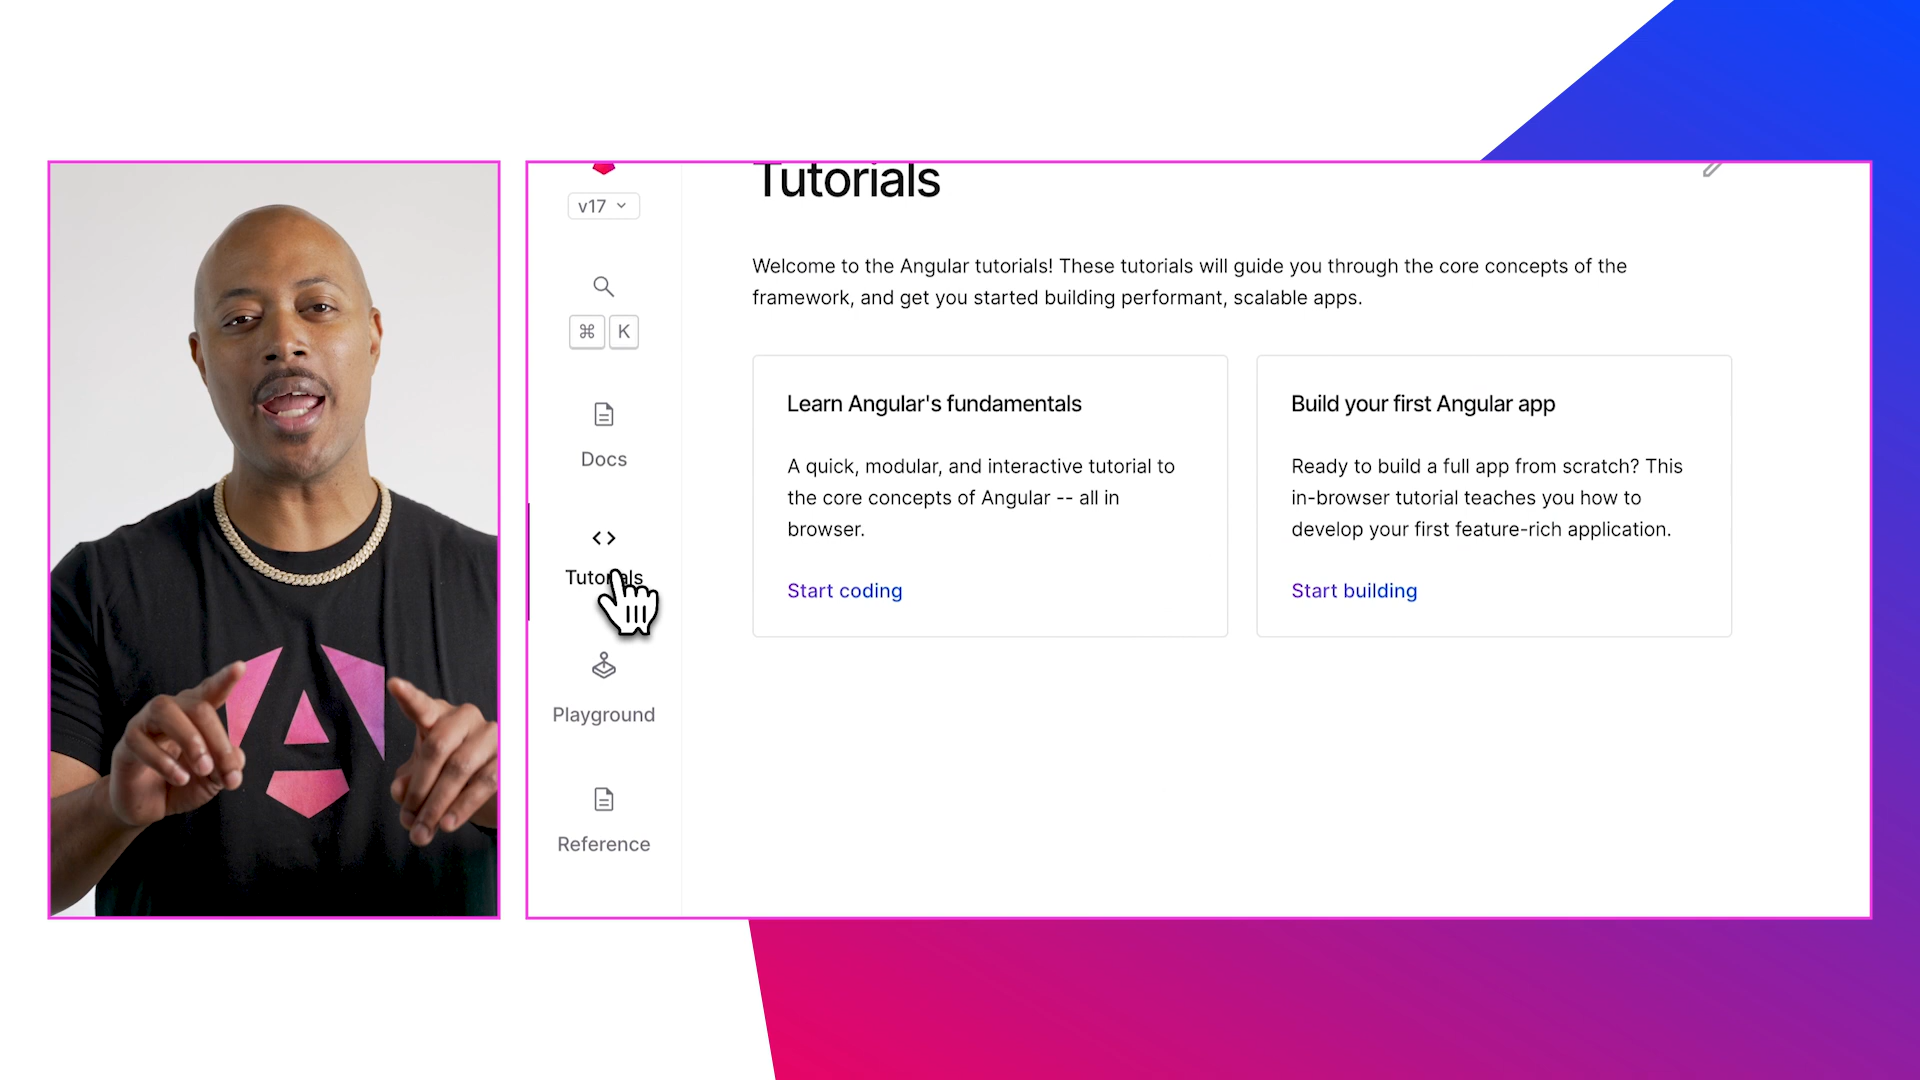 v17
⌘ K
Docs
Tutorials
Playground
Reference
Tutorials
Welcome to the Angular tutorials! These tutorials will guide you through the core concepts of the
framework, and get you started building performant, scalable apps.
Learn Angular's fundamentals
A quick, modular, and interactive tutorial to
the core concepts of Angular -- all in
browser.
Start coding
Build your first Angular app
Ready to build a full app from scratch? This
in-browser tutorial teaches you how to
develop your first feature-rich application.
Start building